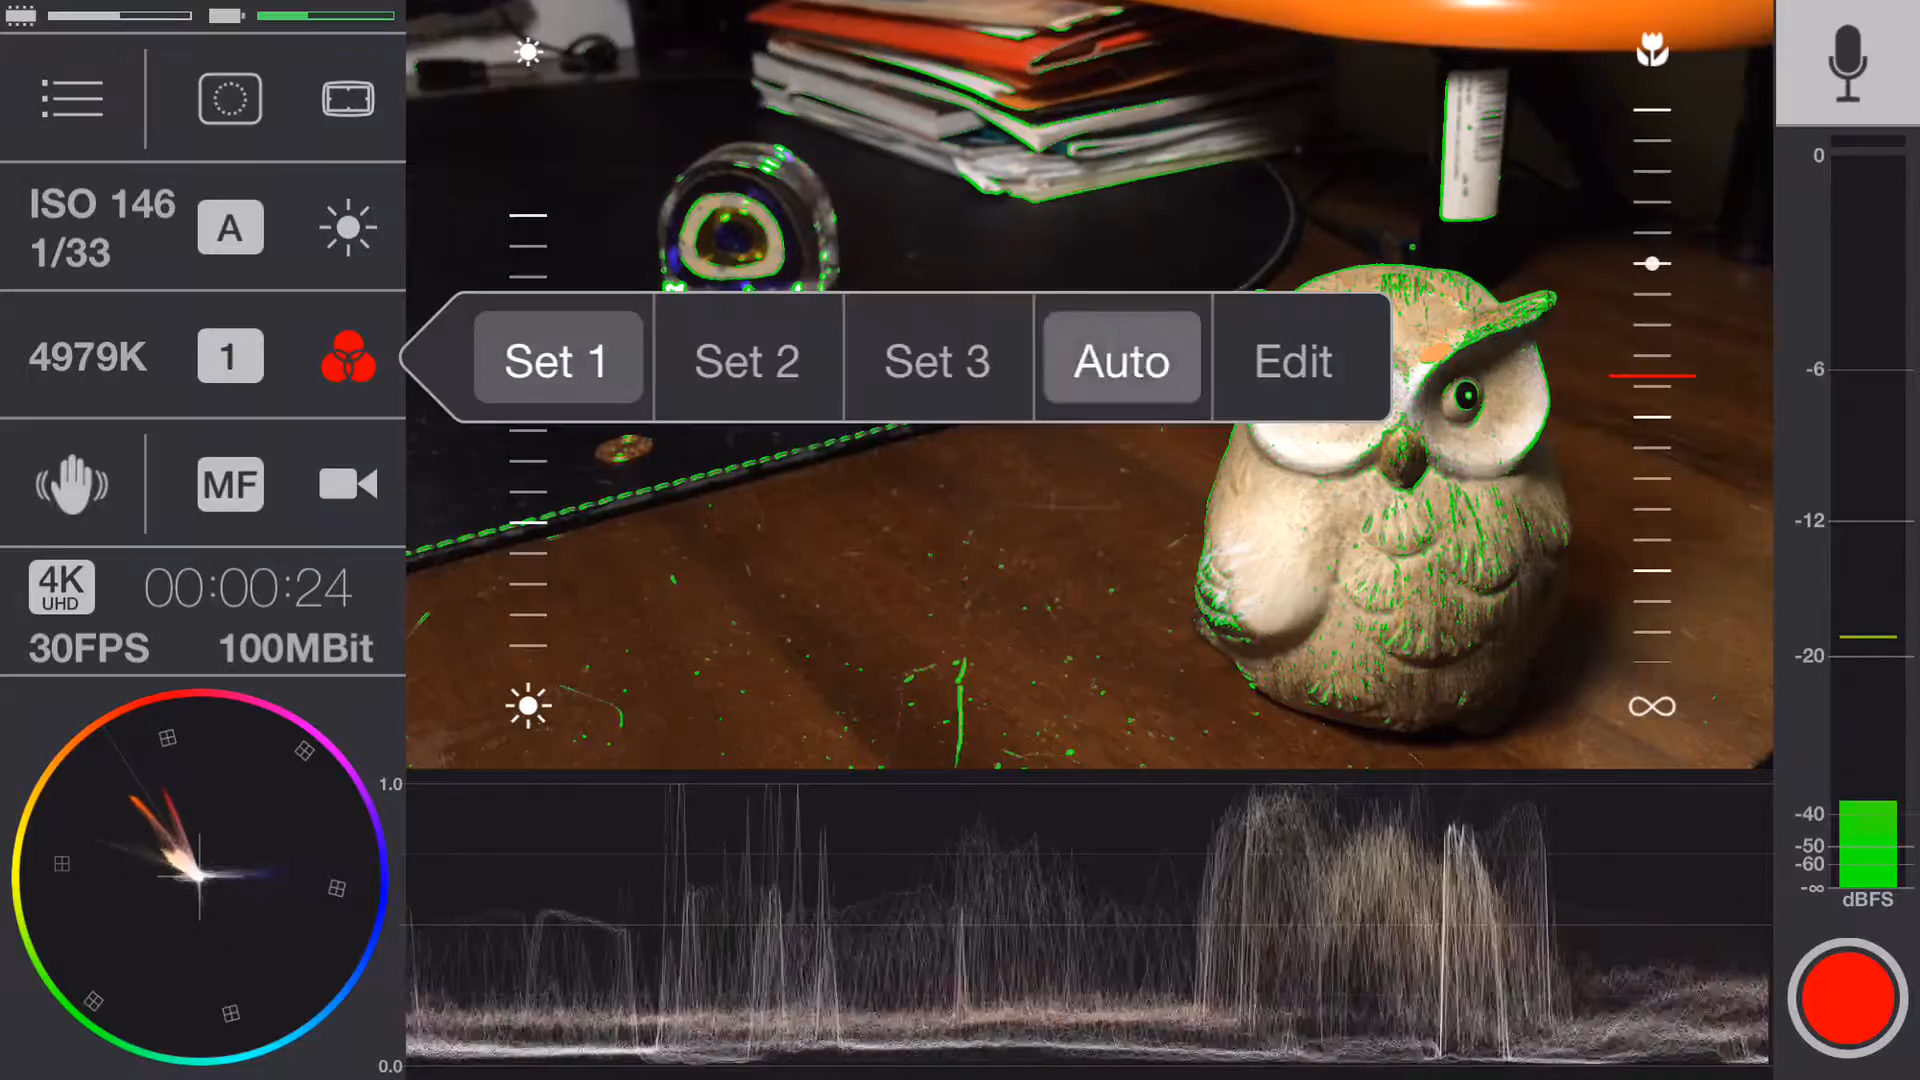 ISO 146
1/33
A
4979K
1
Set 1
Set 2
Set 3
Auto
Edit
MF
4K
UHD
00:00:24
30FPS
100MBit
1.0
0.0
0
-6
-12
-20
-40
-50
-60
-∞
dBFS